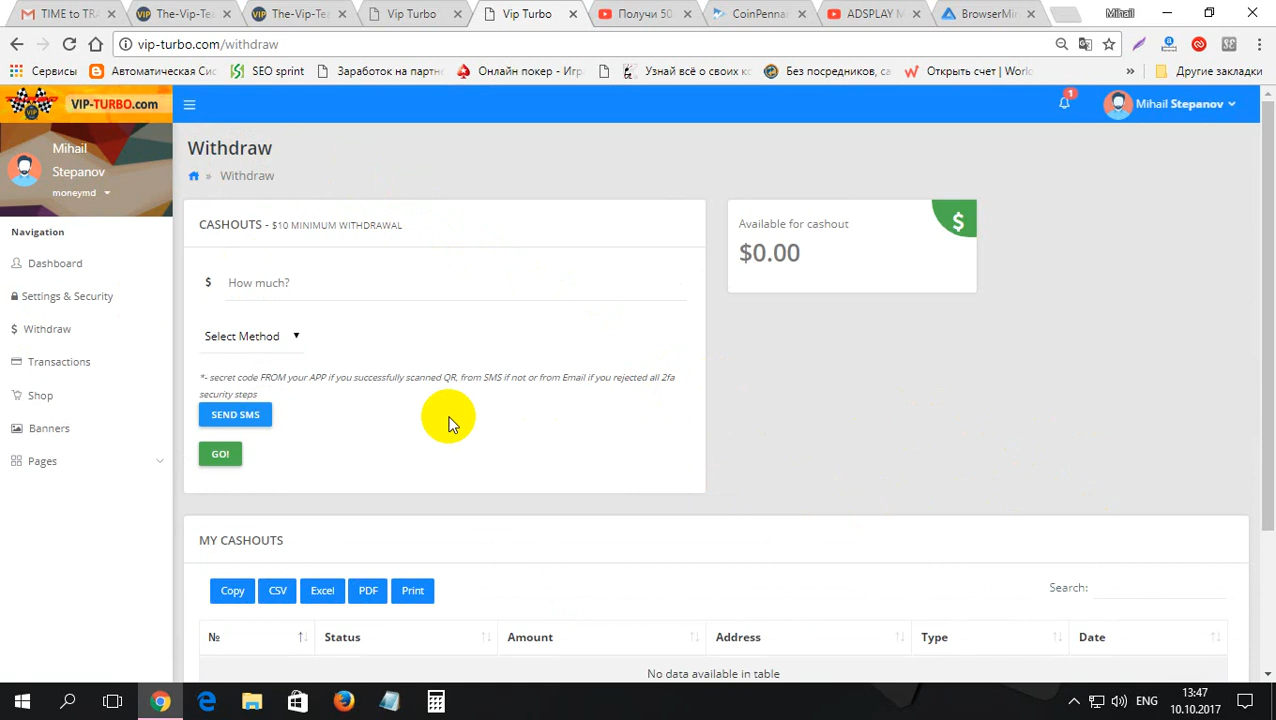 TIME to TR
The-Vip-Te
The-Vip-Te
Vip Turbo
Vip Turbo
Получи 50
CoinPennar
ADSPLAY M
BrowserMi
Mihail
vip-turbo.com/withdraw
Сервисы
Автоматическая Сис
SEO sprint
Заработок на партне
Онлайн покер - Игр
Узнай всё о своих ко
Без посредников, са
Открыть счет | Worl
»
Другие закладки
VIP
VIP-TURBO.com
1
Mihail Stepanov
Mihail
Stepanov
moneymd
Navigation
Dashboard
Settings & Security
$ Withdraw
Transactions
Shop
Banners
Pages
Withdraw
» Withdraw
CASHOUTS - $10 MINIMUM WITHDRAWAL
$ How much?
Select Method
*- secret code FROM your APP if you successfully scanned QR, from SMS if not or from Email if you rejected all 2fa
security steps
SEND SMS
GO!
Available for cashout
$0.00
$
MY CASHOUTS
Copy CSV Excel PDF Print
Search:
№ Status Amount Address Type Date
No data available in table
ENG
13:47
10.10.2017